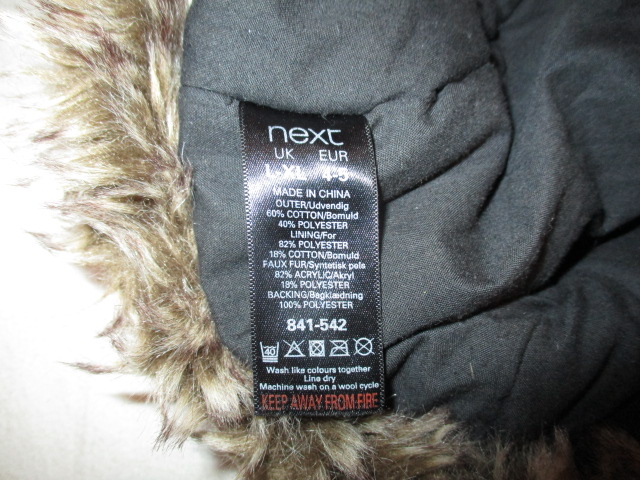 next
UK EUR
L-XL 4-5
MADE IN CHINA
OUTER/Udvendig
60% COTTON/Bomuld
40% POLYESTER
LINING/For
82% POLYESTER
18% COTTON/Bomuld
FAUX FUR/Syntetisk pels
82% ACRYLIC/Akryl
18% POLYESTER
BACKING/Bagklædning
100% POLYESTER
841-542
40
Wash like colours together
Line dry
Machine wash on a wool cycle
KEEP AWAY FROM FIRE